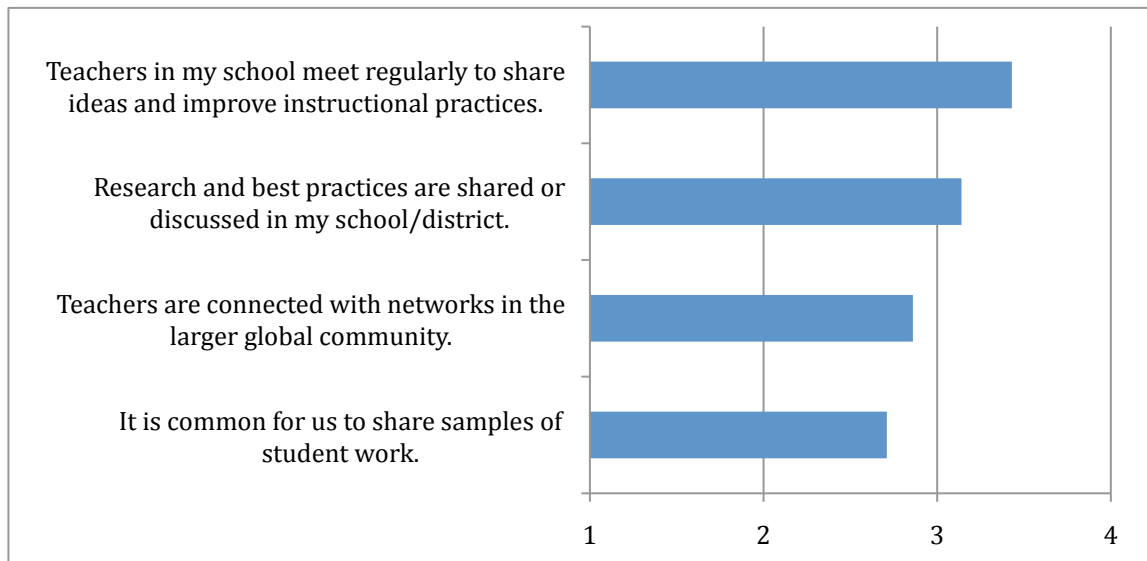 Teachers in my school meet regularly to share
ideas and improve instructional practices.
Research and best practices are shared or
discussed in my school/district.
Teachers are connected with networks in the
larger global community.
It is common for us to share samples of
student work.
1 2 3 4